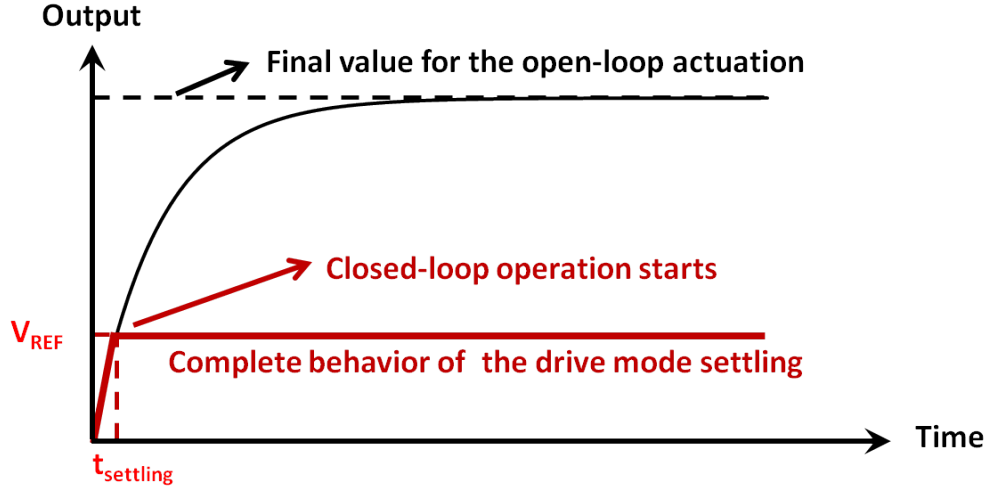 Output
Final value for the open-loop actuation
Closed-loop operation starts
VREF
Complete behavior of the drive mode settling
Time
tsettling